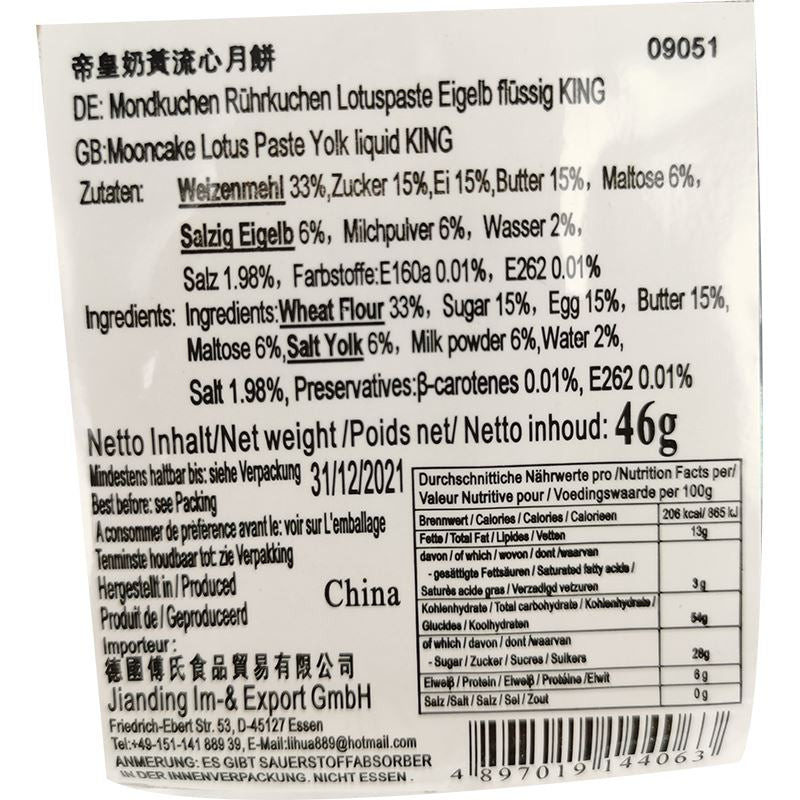 帝皇奶黃流心月餅
09051
DE: Mondkuchen Rührkuchen Lotuspaste Eigelb flüssig KING
GB:Mooncake Lotus Paste Yolk liquid KING
Zutaten: Weizenmehl 33%,Zucker 15%,Ei 15%,Butter 15%, Maltose 6%,
Salzig Eigelb 6%, Milchpulver 6%, Wasser 2%,
Salz 1.98%, Farbstoffe:E160a 0.01%, E262 0.01%
Ingredients: Ingredients:Wheat Flour 33%, Sugar 15%, Egg 15%, Butter 15%,
Maltose 6%,Salt Yolk 6%, Milk powder 6%,Water 2%,
Salt 1.98%, Preservatives:β-carotenes 0.01%, E262 0.01%
Netto Inhalt/Net weight /Poids net/ Netto inhoud: 46g
Mindestens haltbar bis: siehe Verpackung 31/12/2021
Best before: see Packing
A consommer de préférence avant le: voir sur L'emballage
Tenminste houdbaar tot: zie Verpakking
Hergestellt in / Produced
Produit de / Geproduceerd
China
Importeur :
德國傅氏食品貿易有限公司
Jianding Im-& Export GmbH
Friedrich-Ebert Str. 53, D-45127 Essen
Tel:+49-151-141 889 39, E-Mail:lihua889@hotmail.com
ANMERUNG: ES GIBT SAUERSTOFFABSORBER
IN DER INNENVERPACKUNG. NICHT ESSEN .
Durchschnittiche Nährwerte pro /Nutrition Facts per/
Valeur Nutritive pour / Voedingswaarde per 100g
Brennwert / Calories / Calories / Calorieen 206 kcal/ 865 kJ
Fette / Total Fat / Lipides / Vetten 13g
davon / of which / wovon / dont /waarvan
- gesättigte Fettsäuren / Saturated fatty acids /
Saturés acide gras / Verzadigd vetzuren 3g
Kohlenhydrate / Total carbohydrate / Kohlenhydrate /
Glucides / Koolhydraten 54g
of which / davon / dont /waarvan
- Sugar / Zucker / Sucres / Suikers 28g
Eiweiβ / Protein / Eiweiβ / Protéine /Eiwit 6g
Salz /Salt / Salz / Sel / Zout 0g
4 897019 144063